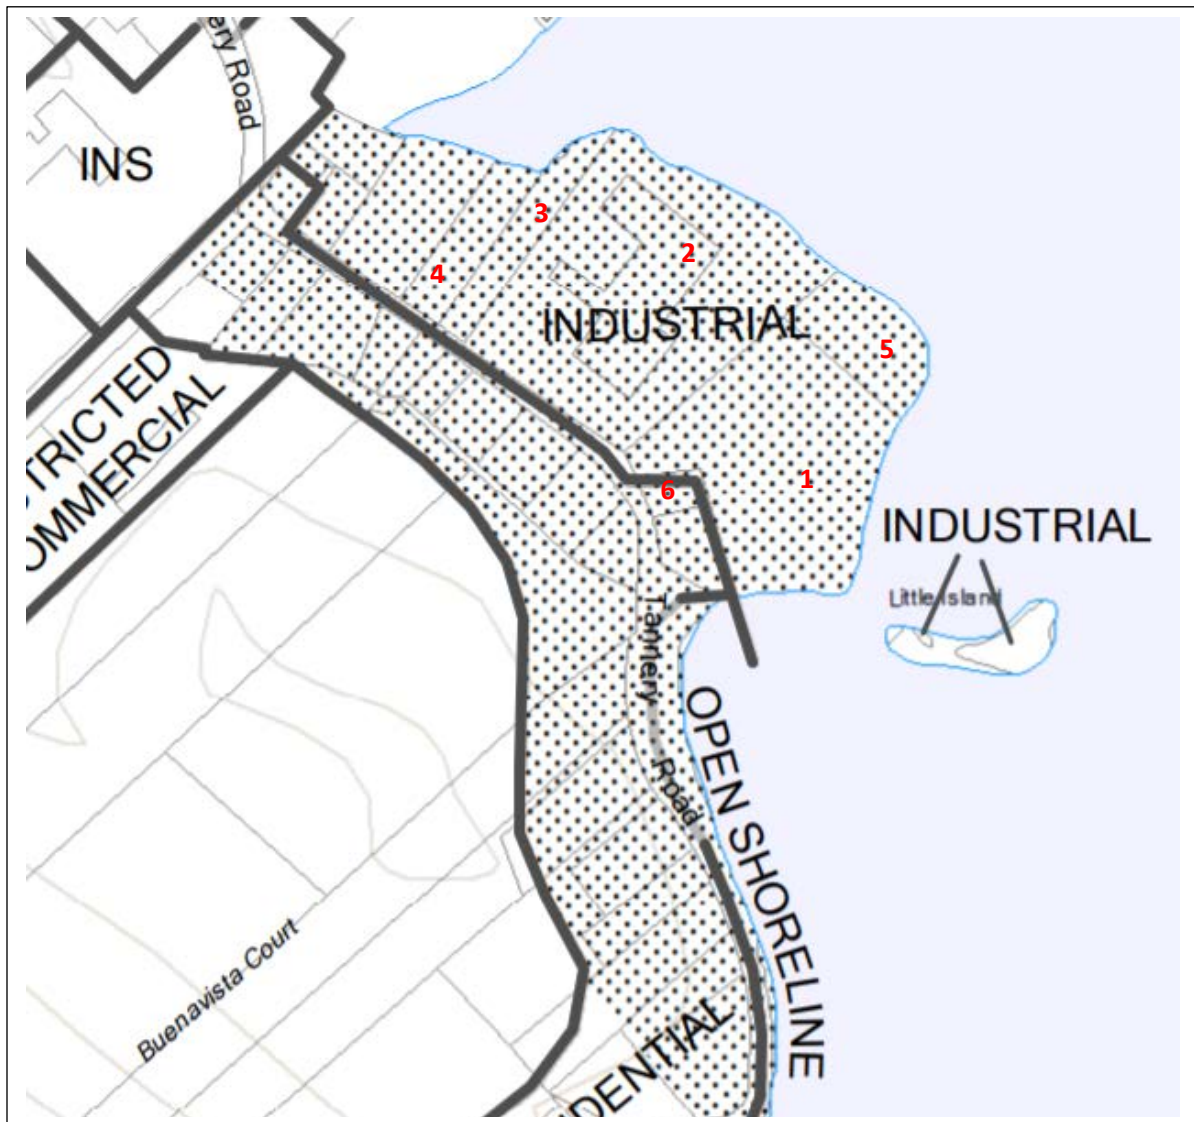 ery Road
INS
3
2
4
INDUSTRIAL
5
TRICTED
OMMERCIAL
1
6
INDUSTRIAL
Little Island
Tannery
Road
OPEN SHORELINE
Buenavista Court
DENTIAL